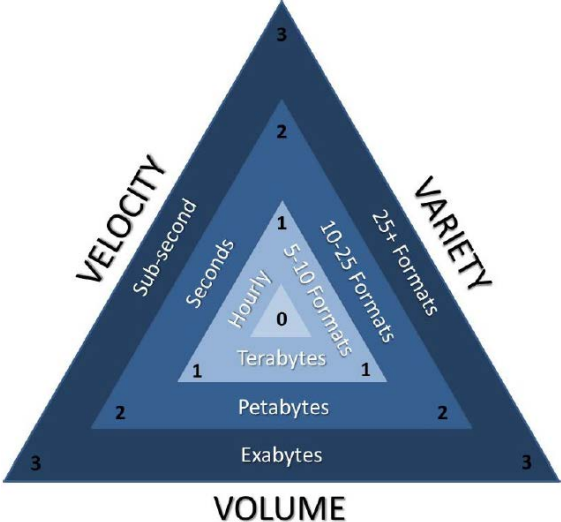 3
VELOCITY
VARIETY
2
Sub-second
25+ Formats
1
Seconds
10-25 Formats
Hourly
5-10 Formats
0
Terabytes
1
1
Petabytes
2
2
Exabytes
3
3
VOLUME